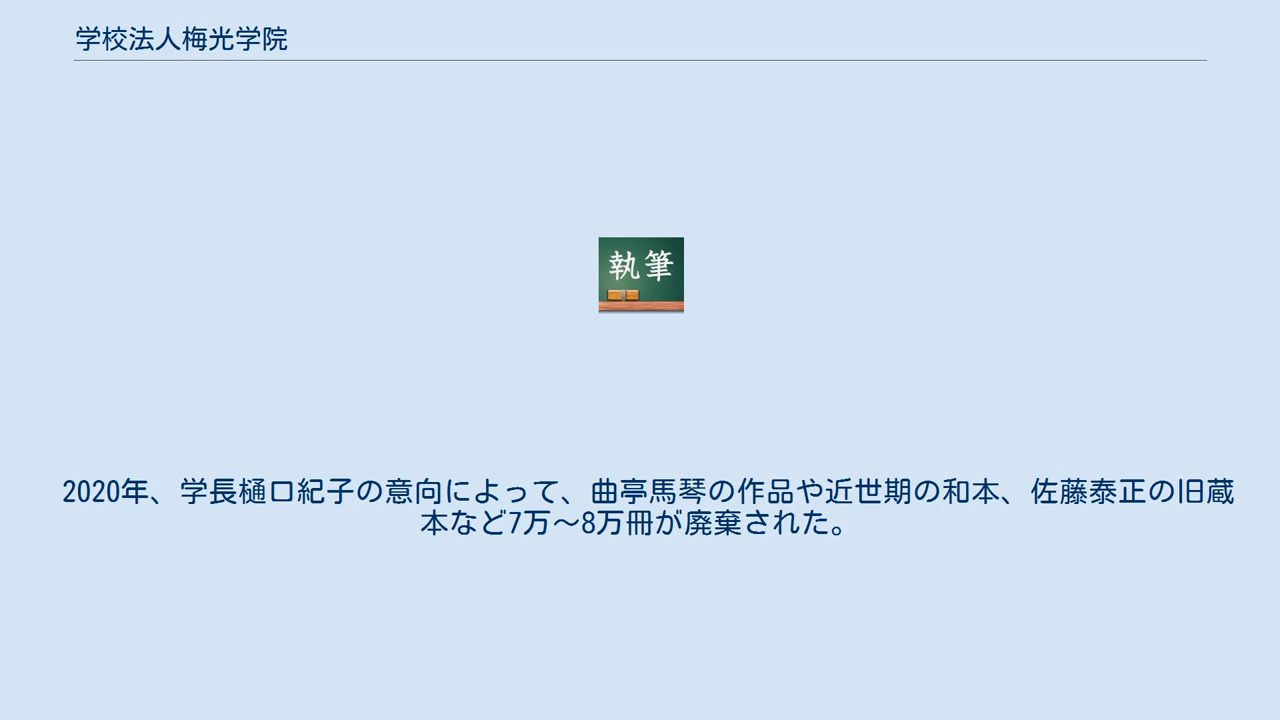 学校法人梅光学院
執筆
2020年、学長樋口紀子の意向によって、曲亭馬琴の作品や近世期の和本、佐藤泰正の旧蔵
本など7万～8万冊が廃棄された。